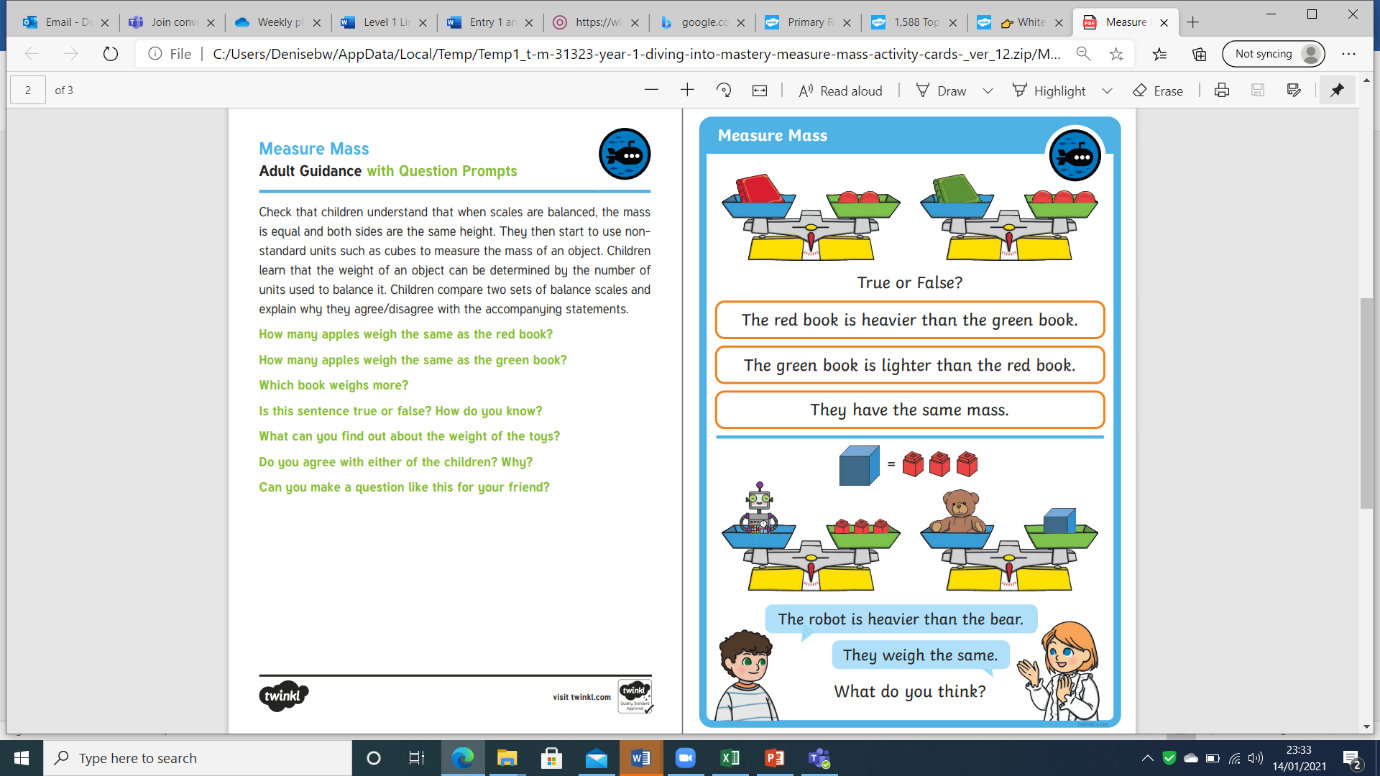 Email - De
Join conv
Weekly pl
Level 1 Lis
Entry 1 an
https://wi
google.co
Primary R
1,588 Top
White
Measure
File
C:/Users/Denisebw/AppData/Local/Temp/Temp1_t-m-31323-year-1-diving-into-mastery-measure-mass-activity-cards-_ver_12.zip/M...
Not syncing
2 of 3
Read aloud
Draw
Highlight
Erase
Measure Mass
Adult Guidance with Question Prompts
Check that children understand that when scales are balanced, the mass
is equal and both sides are the same height. They then start to use non-
standard units such as cubes to measure the mass of an object. Children
learn that the weight of an object can be determined by the number of
units used to balance it. Children compare two sets of balance scales and
explain why they agree/disagree with the accompanying statements.
How many apples weigh the same as the red book?
How many apples weigh the same as the green book?
Which book weighs more?
Is this sentence true or false? How do you know?
What can you find out about the weight of the toys?
Do you agree with either of the children? Why?
Can you make a question like this for your friend?
twinkl
visit twinkl.com
twinkl
Quality Standard
Approved
Measure Mass
True or False?
The red book is heavier than the green book.
The green book is lighter than the red book.
They have the same mass.
=
The robot is heavier than the bear.
They weigh the same.
What do you think?
Type here to search
23:33
14/01/2021
2